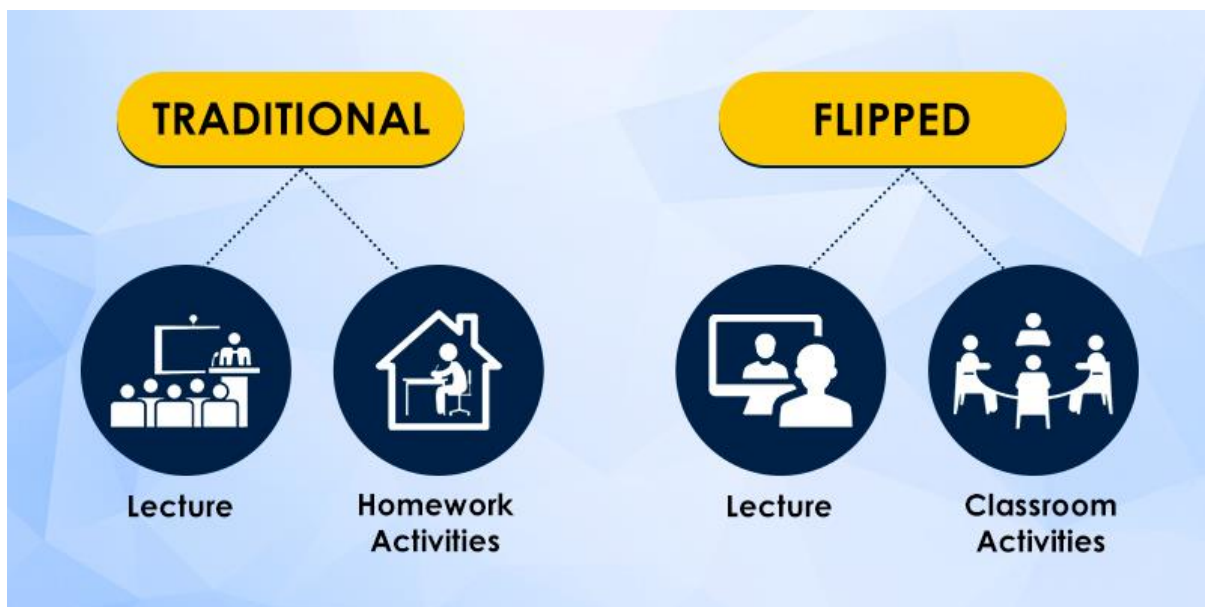 TRADITIONAL
FLIPPED
Lecture
Homework
Activities
Lecture
Classroom
Activities